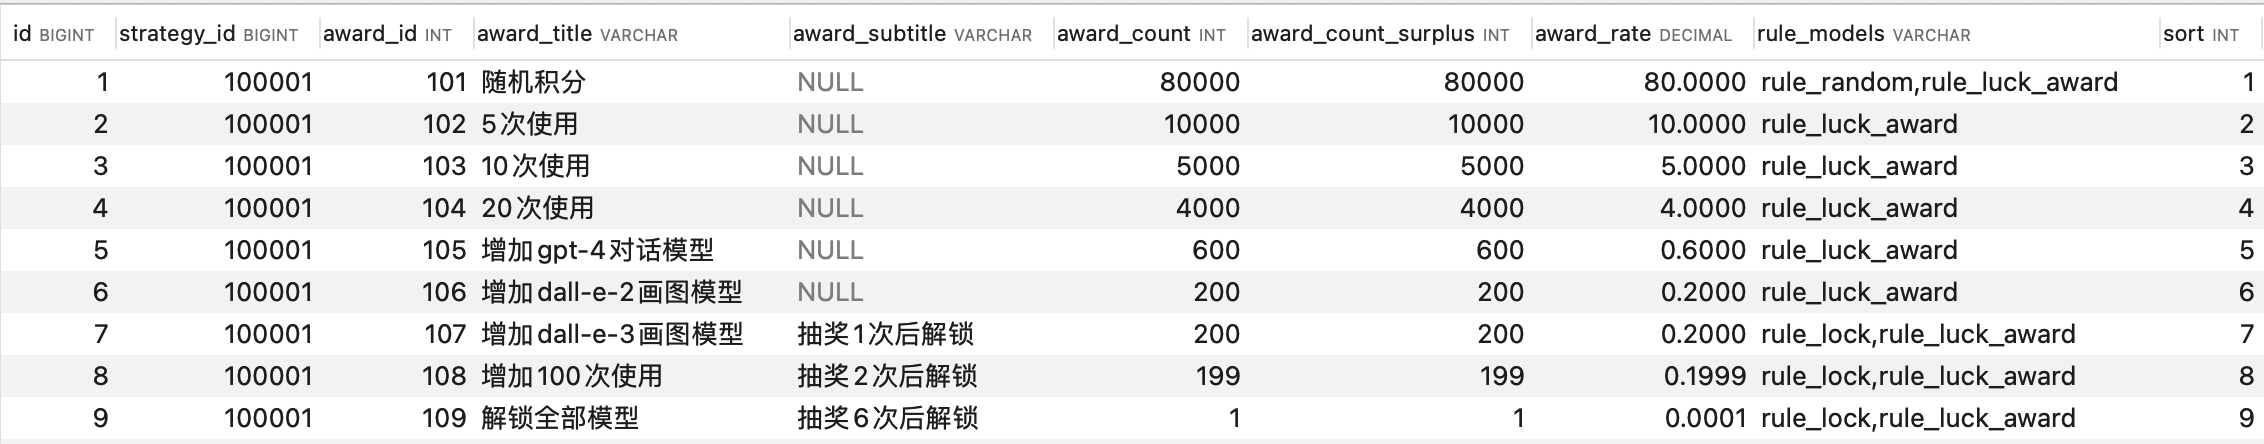 id BIGINT strategy_id BIGINT award_id INT award_title VARCHAR award_subtitle VARCHAR award_count INT award_count_surplus INT award_rate DECIMAL rule_models VARCHAR sort INT
1 100001 101 随机积分 NULL 80000 80000 80.0000 rule_random,rule_luck_award 1
2 100001 102 5次使用 NULL 10000 10000 10.0000 rule_luck_award 2
3 100001 103 10次使用 NULL 5000 5000 5.0000 rule_luck_award 3
4 100001 104 20次使用 NULL 4000 4000 4.0000 rule_luck_award 4
5 100001 105 增加gpt-4对话模型 NULL 600 600 0.6000 rule_luck_award 5
6 100001 106 增加dall-e-2画图模型 NULL 200 200 0.2000 rule_luck_award 6
7 100001 107 增加dall-e-3画图模型 抽奖1次后解锁 200 200 0.2000 rule_lock,rule_luck_award 7
8 100001 108 增加100次使用 抽奖2次后解锁 199 199 0.1999 rule_lock,rule_luck_award 8
9 100001 109 解锁全部模型 抽奖6次后解锁 1 1 0.0001 rule_lock,rule_luck_award 9